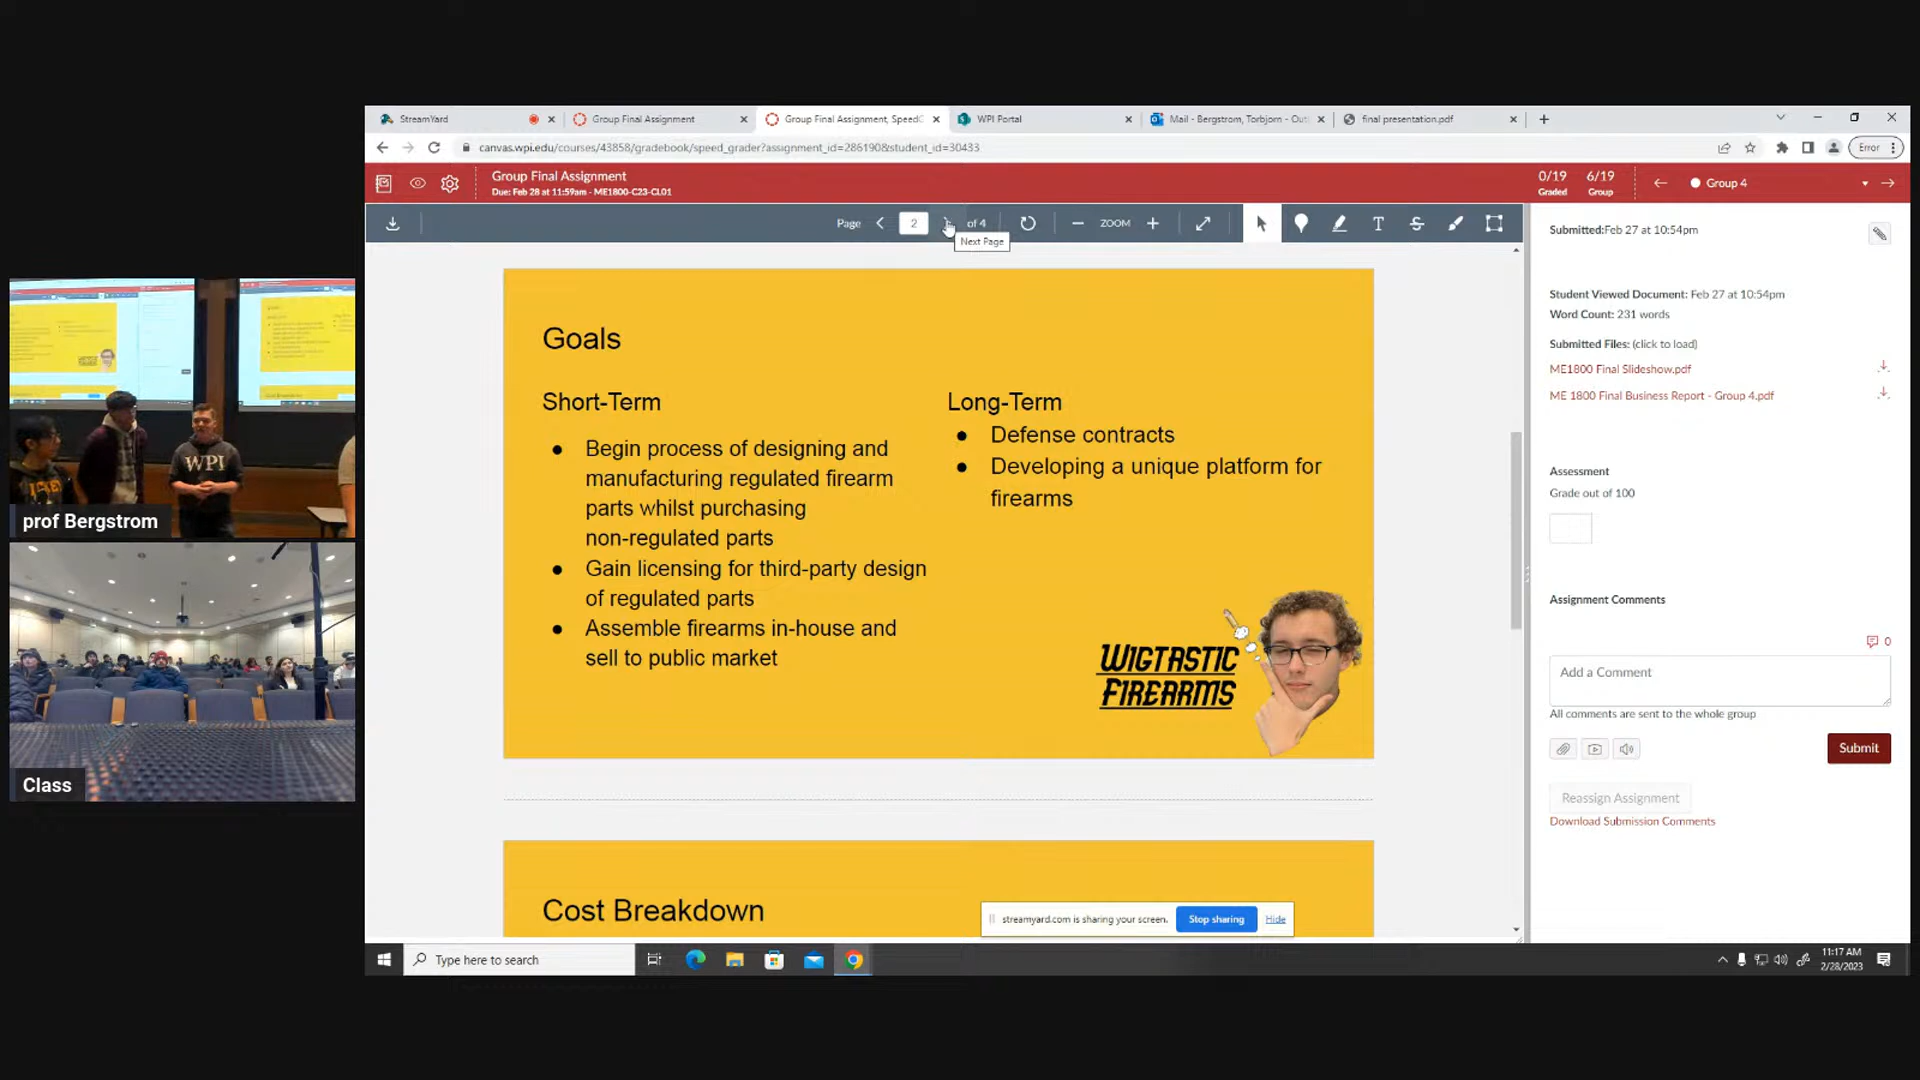 StreamYard
Group Final Assignment
Group Final Assignment, SpeedG
WPI Portal
Mail - Bergstrom, Torbjorn - Out
final presentation.pdf
canvas.wpi.edu/courses/43858/gradebook/speed_grader?assignment_id=286190&student_id=30433
Error
Group Final Assignment
Due: Feb 28 at 11:59am - ME1800-C23-CL01
0/19
Graded
6/19
Group
Group 4
Page
2
of 4
ZOOM
T
Next Page
Goals
Short-Term
Begin process of designing and
manufacturing regulated firearm
parts whilst purchasing
non-regulated parts
Gain licensing for third-party design
of regulated parts
Assemble firearms in-house and
sell to public market
Long-Term
Defense contracts
Developing a unique platform for
firearms
WIGTASTIC
FIREARMS
Cost Breakdown
streamyard.com is sharing your screen.
Stop sharing
Hide
Submitted:Feb 27 at 10:54pm
Student Viewed Document: Feb 27 at 10:54pm
Word Count: 231 words
Submitted Files: (click to load)
ME1800 Final Slideshow.pdf
ME 1800 Final Business Report - Group 4.pdf
Assessment
Grade out of 100
Assignment Comments
0
Add a Comment
All comments are sent to the whole group
Submit
Reassign Assignment
Download Submission Comments
WPI
prof Bergstrom
Class
Type here to search
11:17 AM
2/28/2023